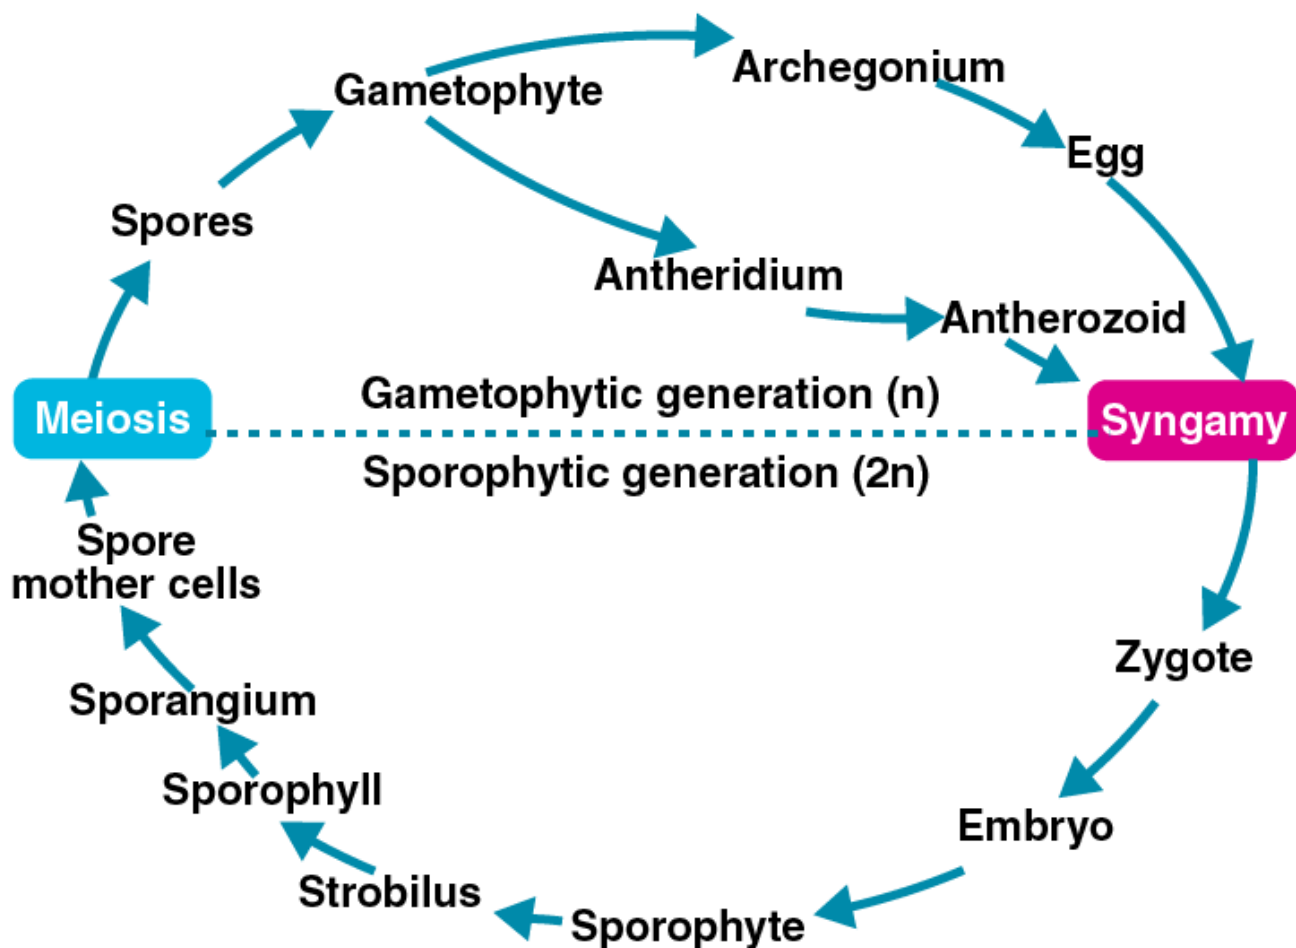 Gametophyte
Archegonium
Egg
Spores
Antheridium
Antherozoid
Meiosis
Gametophytic generation (n)
Syngamy
Sporophytic generation (2n)
Spore
mother cells
Zygote
Sporangium
Sporophyll
Embryo
Strobilus
Sporophyte